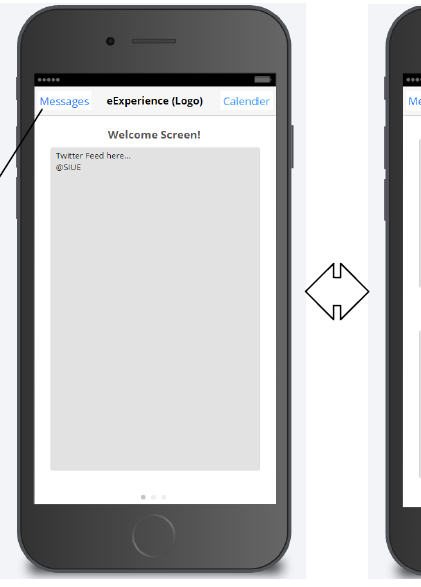 Messages eExperience (Logo) Calender
Welcome Screen!
Twitter Feed here...
@SIUE
Me